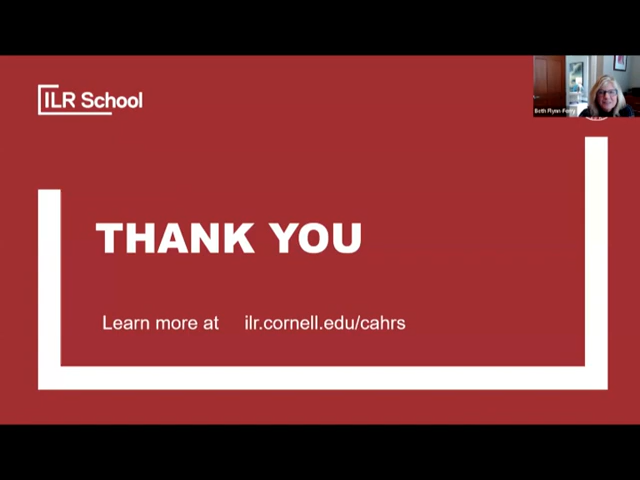 ILR School
Beth Flynn-Ferry
THANK YOU
Learn more at ilr.cornell.edu/cahrs